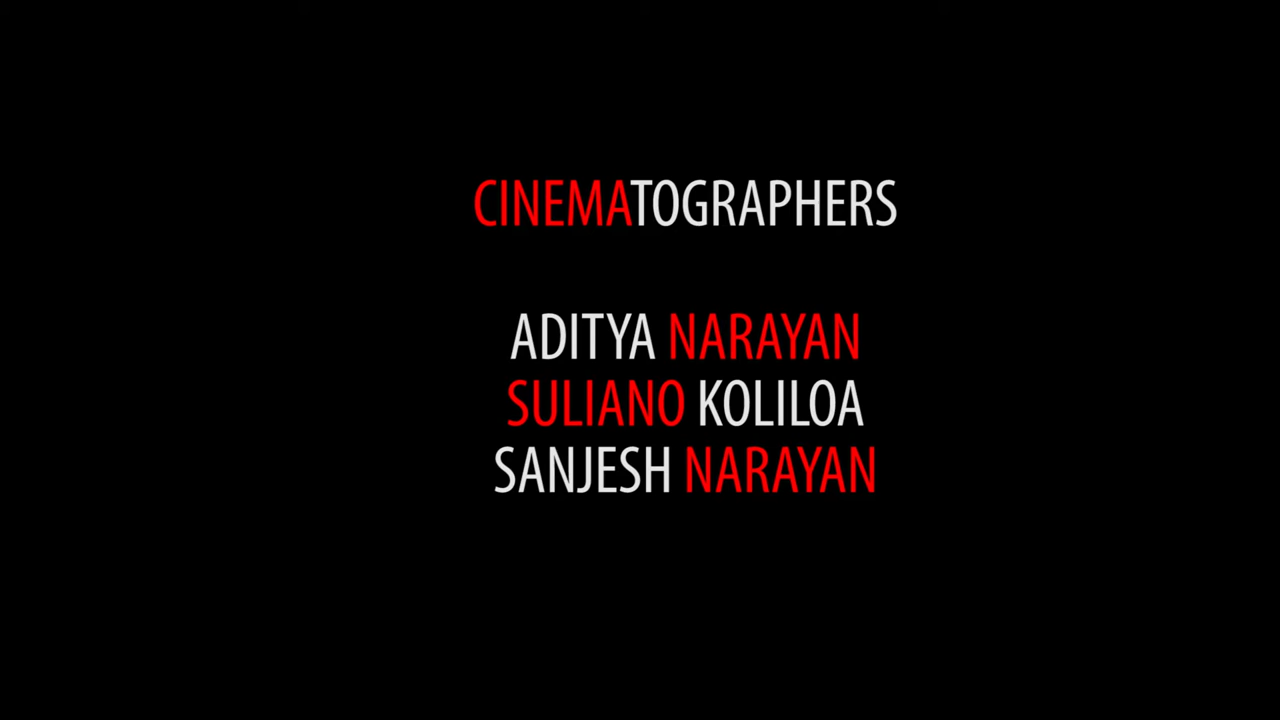 CINEMATOGRAPHERS
ADITYA NARAYAN
SULIANO KOLILOA
SANJESH NARAYAN